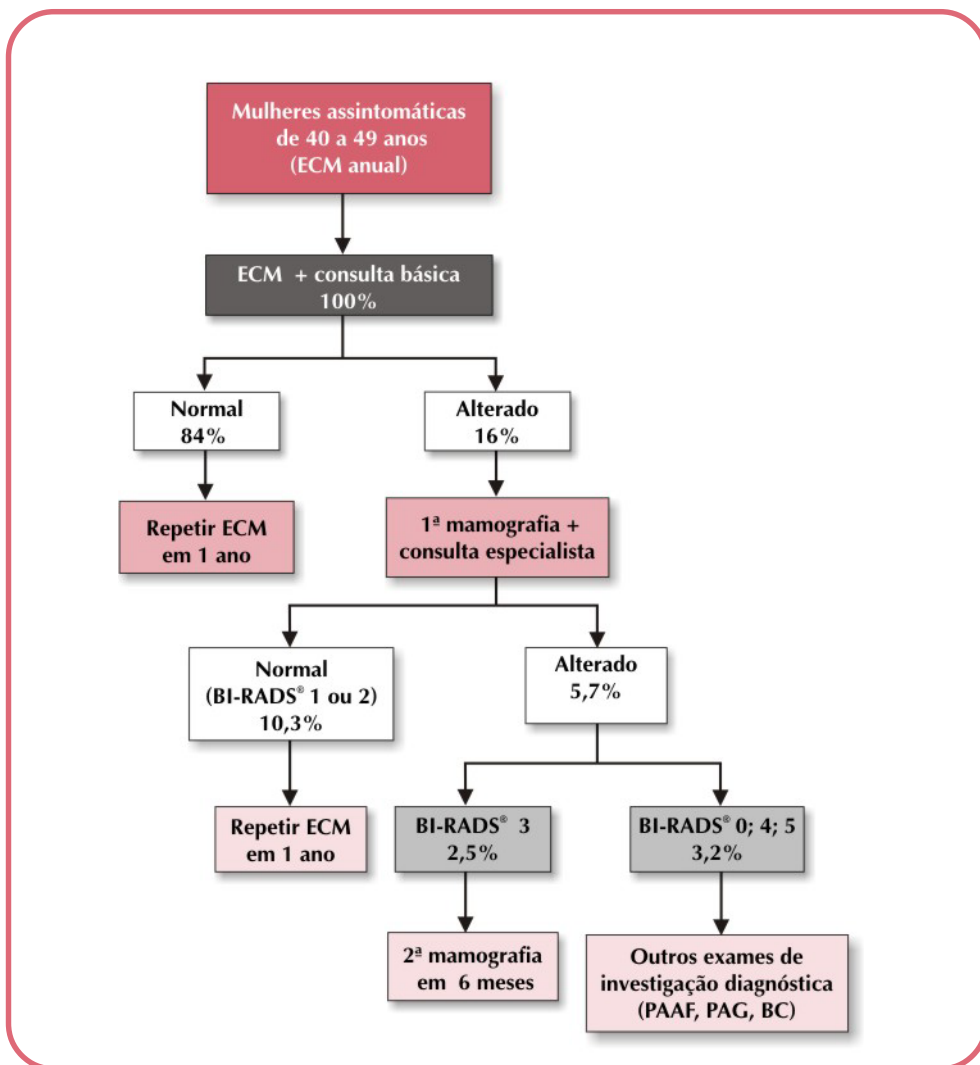 Mulheres assintomáticas
de 40 a 49 anos
(ECM anual)
ECM + consulta básica
100%
Normal
84%
Alterado
16%
Repetir ECM
em 1 ano
1ª mamografia +
consulta especialista
Normal
(BI-RADS® 1 ou 2)
10,3%
Alterado
5,7%
Repetir ECM
em 1 ano
BI-RADS® 3
2,5%
BI-RADS® 0; 4; 5
3,2%
2ª mamografia
em 6 meses
Outros exames de
investigação diagnóstica
(PAAF, PAG, BC)